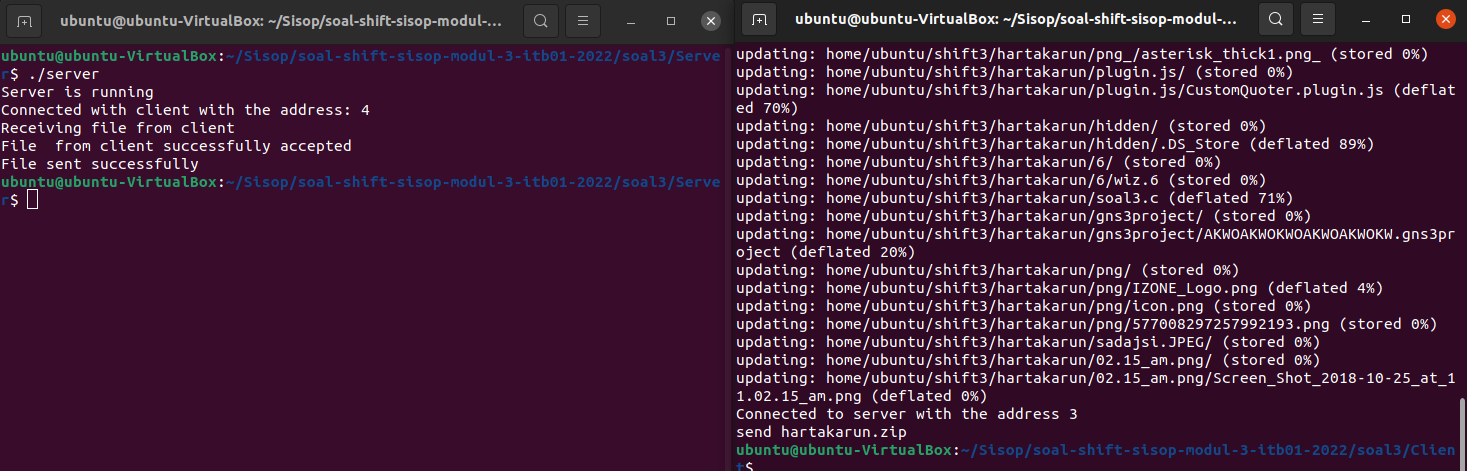 ubuntu@ubuntu-VirtualBox: ~/Sisop/soal-shift-sisop-modul-...
ubuntu@ubuntu-VirtualBox:~/Sisop/soal-shift-sisop-modul-3-itb01-2022/soal3/Serve
r$ ./server
Server is running
Connected with client with the address: 4
Receiving file from client
File  from client successfully accepted
File sent successfully
ubuntu@ubuntu-VirtualBox:~/Sisop/soal-shift-sisop-modul-3-itb01-2022/soal3/Serve
r$
ubuntu@ubuntu-VirtualBox: ~/Sisop/soal-shift-sisop-modul-...
updating: home/ubuntu/shift3/hartakarun/png_/asterisk_thick1.png_ (stored 0%)
updating: home/ubuntu/shift3/hartakarun/plugin.js/ (stored 0%)
updating: home/ubuntu/shift3/hartakarun/plugin.js/CustomQuoter.plugin.js (deflat
ed 70%)
updating: home/ubuntu/shift3/hartakarun/hidden/ (stored 0%)
updating: home/ubuntu/shift3/hartakarun/hidden/.DS_Store (deflated 89%)
updating: home/ubuntu/shift3/hartakarun/6/ (stored 0%)
updating: home/ubuntu/shift3/hartakarun/6/wiz.6 (stored 0%)
updating: home/ubuntu/shift3/hartakarun/soal3.c (deflated 71%)
updating: home/ubuntu/shift3/hartakarun/gns3project/ (stored 0%)
updating: home/ubuntu/shift3/hartakarun/gns3project/AKWOAKWOKWOAKWOAKWOKW.gns3pr
oject (deflated 20%)
updating: home/ubuntu/shift3/hartakarun/png/ (stored 0%)
updating: home/ubuntu/shift3/hartakarun/png/IZONE_Logo.png (deflated 4%)
updating: home/ubuntu/shift3/hartakarun/png/icon.png (stored 0%)
updating: home/ubuntu/shift3/hartakarun/png/577008297257992193.png (stored 0%)
updating: home/ubuntu/shift3/hartakarun/sadajsi.JPEG/ (stored 0%)
updating: home/ubuntu/shift3/hartakarun/02.15_am.png/ (stored 0%)
updating: home/ubuntu/shift3/hartakarun/02.15_am.png/Screen_Shot_2018-10-25_at_1
1.02.15_am.png (deflated 0%)
Connected to server with the address 3
send hartakarun.zip
ubuntu@ubuntu-VirtualBox:~/Sisop/soal-shift-sisop-modul-3-itb01-2022/soal3/Clien
t$